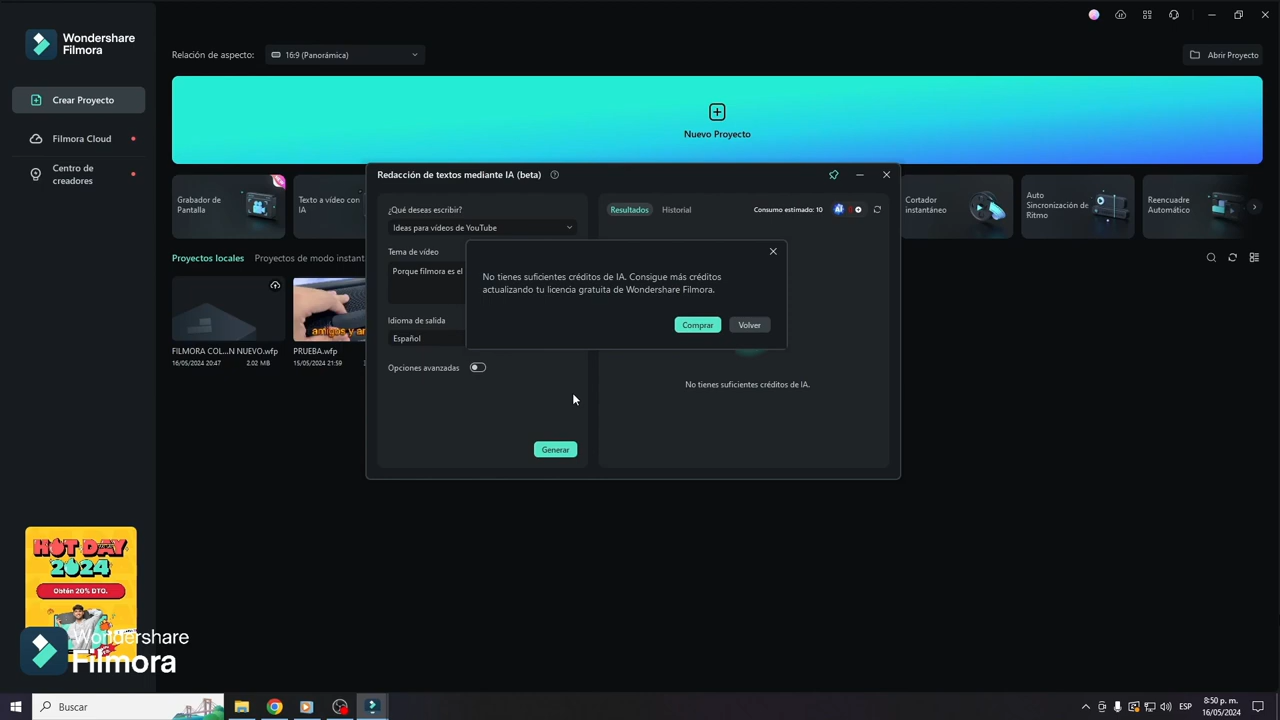 Wondershare
Filmora
Relación de aspecto:
16:9 (Panorámica)
Abrir Proyecto
Crear Proyecto
Nuevo Proyecto
Filmora Cloud
Centro de
creadores
Grabador de
Pantalla
Texto a vídeo con
IA
Cortador
instantáneo
Auto
Sincronización de
Ritmo
Reencuadre
Automático
Redacción de textos mediante IA (beta)
¿Qué deseas escribir?
Ideas para vídeos de YouTube
Tema de vídeo
Porque filmora es el
Idioma de salida
Español
Opciones avanzadas
Generar
Resultados
Historial
Consumo estimado: 10
No tienes suficientes créditos de IA. Consigue más créditos
actualizando tu licencia gratuita de Wondershare Filmora.
Comprar
Volver
No tienes suficientes créditos de IA.
Proyectos locales
Proyectos de modo instant
amigos y ar
FILMORA COL...N NUEVO.wfp
16/05/2024 20:47
2.02 MB
PRUEBA.wfp
15/05/2024 21:59
HOT DAY
2024
Obtén 20% DTO.
Wondershare
Filmora
Buscar
ESP
8:50 p. m.
16/05/2024